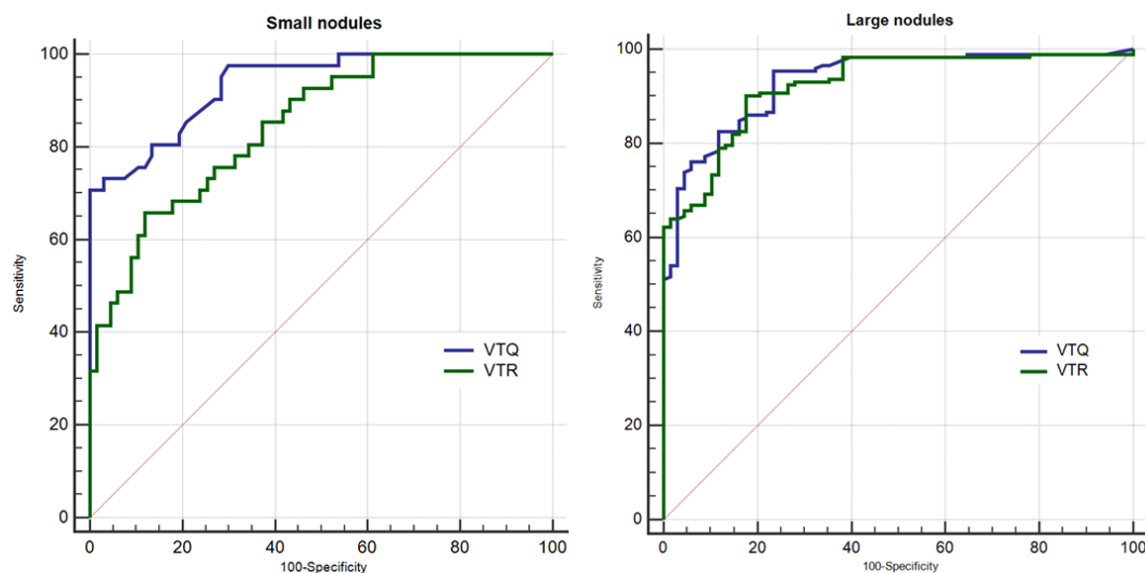 Small nodules
100
80
60
40
20
0
Sensitivity
VTQ
VTR
0 20 40 60 80 100
100-Specificity
Large nodules
100
80
60
40
20
0
Sensitivity
VTQ
VTR
0 20 40 60 80 100
100-Specificity